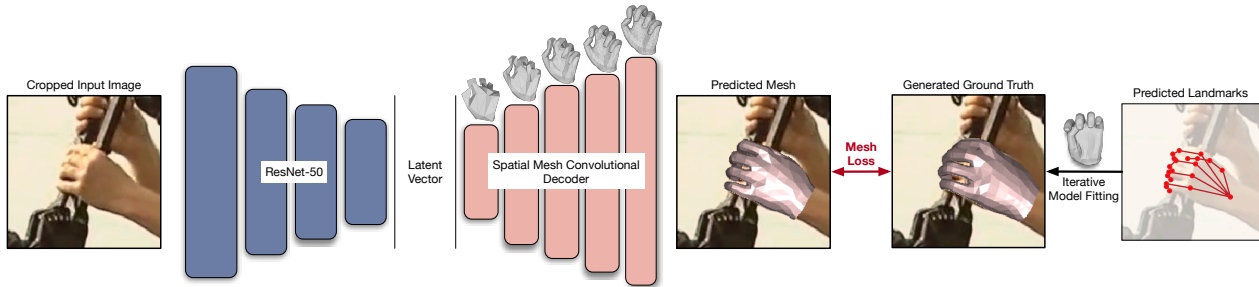 Cropped Input Image
ResNet-50
Latent
Vector
Spatial Mesh Convolutional
Decoder
Predicted Mesh
Mesh
Loss
Generated Ground Truth
Iterative
Model Fitting
Predicted Landmarks